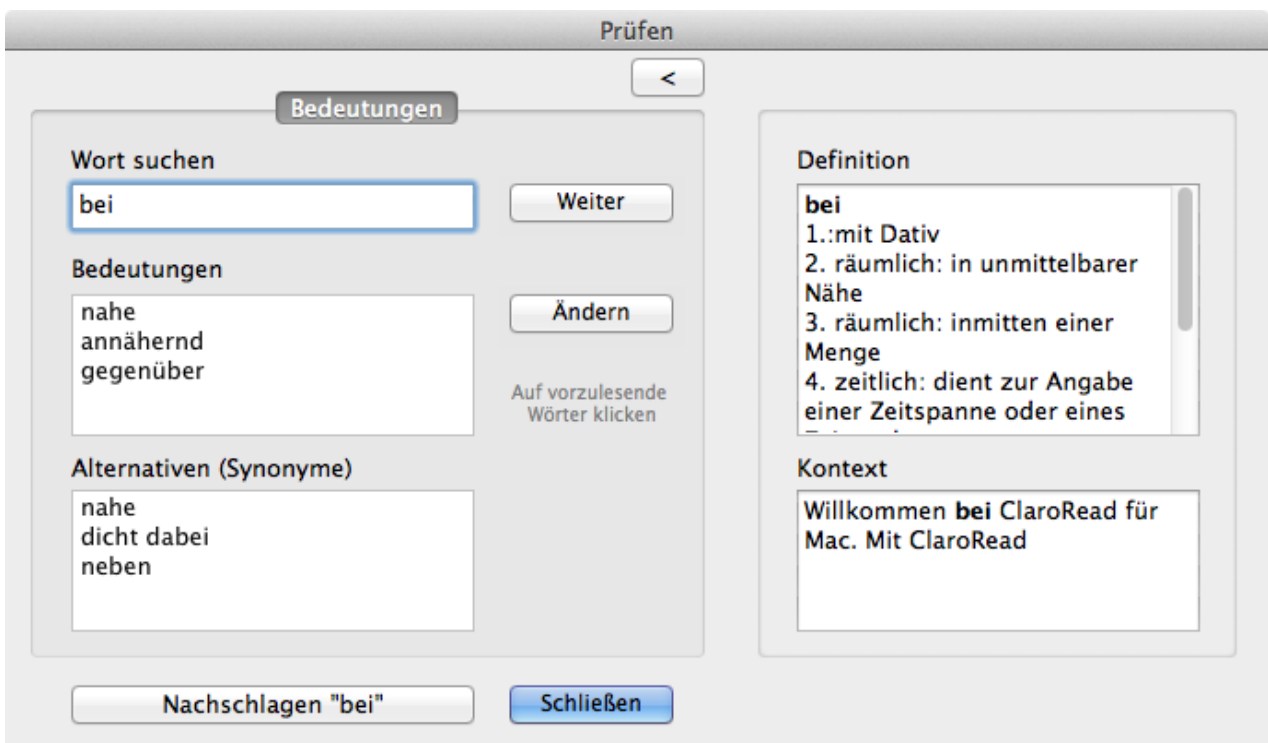 Prüfen
<
Bedeutungen
Wort suchen
bei
Weiter
Bedeutungen
nahe
annähernd
gegenüber
Ändern
Auf vorzulesende
Wörter klicken
Alternativen (Synonyme)
nahe
dicht dabei
neben
Nachschlagen "bei"
Schließen
Definition
bei
1.:mit Dativ
2. räumlich: in unmittelbarer
Nähe
3. räumlich: inmitten einer
Menge
4. zeitlich: dient zur Angabe
einer Zeitspanne oder eines
Kontext
Willkommen bei ClaroRead für
Mac. Mit ClaroRead